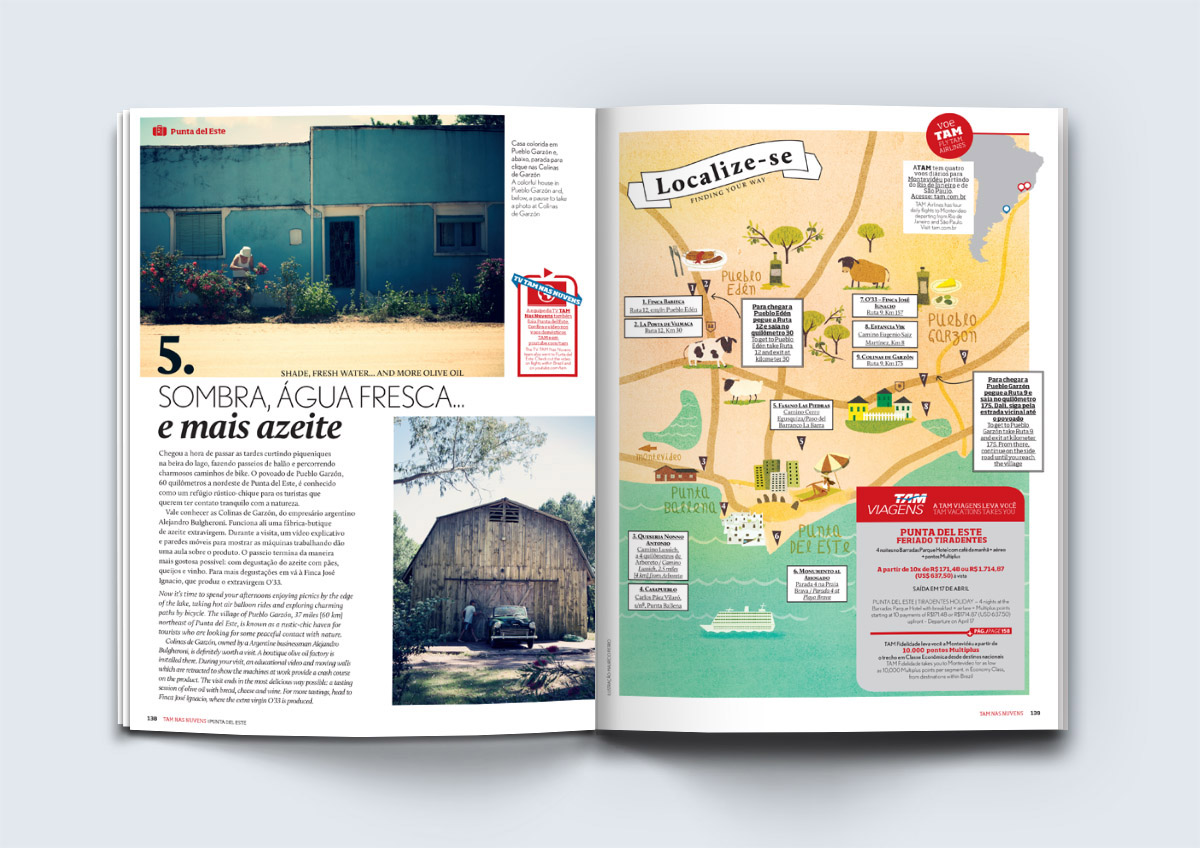 Punta del Este
Casa colorida em
Pueblo Garzón e,
abaixo, parada para
clique nas Colinas
de Garzón
A colorful house in
Pueblo Garzón and,
below, a pause to take
a photo at Colinas
de Garzón
TV TAM NAS NUVENS
5.
SHADE, FRESH WATER... AND MORE OLIVE OIL
SOMBRA, ÁGUA FRESCA...
e mais azeite
Chegou a hora de passar as tardes curtindo piqueniques
na beira do lago, fazendo passeios de balão e percorrendo
charmosos caminhos de bike. O povoado de Pueblo Garzón,
60 quilômetros a nordeste de Punta del Este, é conhecido
como um refúgio rústico-chique para os turistas que
querem ter contato tranquilo com a natureza.
Vale conhecer as Colinas de Garzón, do empresário argentino
Alejandro Bulgheroni. Funciona ali uma fábrica-butique
de azeite extravirgem. Durante a visita, um vídeo explicativo
e paredes móveis para mostrar as máquinas trabalhando dão
uma aula sobre o produto. O passeio termina da maneira
mais gostosa possível: com degustação do azeite com pães,
queijos e vinho. Para mais degustações em vá à Finca José
Ignacio, que produz o extravirgem O'33.
Now it's time to spend your afternoons enjoying picnics by the edge
of the lake, taking hot air balloon rides and exploring charming
paths by bicycle. The village of Pueblo Garzón, 37 miles (60 km)
northeast of Punta del Este, is known as a rustic-chic haven for
tourists who are looking for some peaceful contact with nature.
Colinas de Garzón, owned by a Argentine businessman Alejandro
Bulgheroni, is definitely worth a visit. A boutique olive oil factory is
installed there. During your visit, an educational video and moving walls
which are retracted to show the machines at work provide a crash course
on the product. The visit ends in the most delicious way possible: a tasting
session of olive oil with bread, cheese and wine. For more tastings, head to
Finca José Ignacio, where the extra virgin O'33 is produced.
138 TAM NAS NUVENS PUNTA DEL ESTE
Localize-se
FINDING YOUR WAY
VOE
TAM
FLY TAM
AIRLINES
A TAM tem quatro
voos diários para
Montevidéu partindo
do Rio de Janeiro e de
São Paulo.
Acesse: tam.com.br
TAM Airlines has four
daily flights to Montevideo
departing from Rio de
Janeiro and São Paulo.
Visit tam.com.br
PUEBLO
EDÉN
1 2
12
1. Finca Babieca
Ruta 12, em/in Pueblo Edén
2. La Posta de Vaimaca
Ruta 12, Km 30
Para chegar a
Pueblo Edén
pegue a Ruta
12 e saia no
quilômetro 30
To get to Pueblo
Edén take Ruta
12 and exit at
kilometer 30
7. O'33 – Finca José
Ignacio
Ruta 9, Km 157
8. Estancia Vik
Camino Eugenio Saiz
Martinez, Km 8
9. Colinas de Garzón
Ruta 9, Km 175
PUEBLO
GARZON
9
7
8
9
Para chegar a
Pueblo Garzón
pegue a Ruta 9 e
saia no quilômetro
175. Dali, siga pela
estrada vicinal até
o povoado
To get to Pueblo
Garzón take Ruta 9
and exit at kilometer
175. From there,
continue on the side
road until you reach
the village
5. Fasano Las Piedras
Camino Cerro
Egusquiza/Paso del
Barranco La Barra
5
montevideo
3
PUNTA
BALLENA
4
6
PUNTA
DEL ESTE
3. Queseria Nonno
Antonio
Camino Lussich,
a 4 quilômetros de
Arboreto / Camino
Lussich, 2.5 miles
(4 km) from Arboreto
4. Casapueblo
Carlos Páez Vilaró,
s/nº, Punta Ballena
6. Monumento al
Ahogado
Parada 4 na Praia
Brava / Parada 4 at
Playa Brava
TAM
VIAGENS
A TAM VIAGENS LEVA VOCÊ
TAM VACATIONS TAKES YOU
PUNTA DEL ESTE
FERIADO TIRADENTES
4 noites no Barradas Parque Hotel com café da manhã + aéreo
+ pontos Multiplus
A partir de 10x de R$ 171,48 ou R$ 1.714,87
(US$ 637,50) à vista
SAÍDA EM 17 DE ABRIL
PUNTA DEL ESTE | TIRADENTES HOLIDAY – 4 nights at the
Barradas Parque Hotel with breakfast + airfare + Multiplus points
starting at 10 payments of R$171.48 or R$1714.87 (USD 637.50)
upfront - Departure on April 17
PÁG./PAGE 158
TAM Fidelidade leva você a Montevidéu a partir de
10.000 pontos Multiplus
o trecho em Classe Econômica desde destinos nacionais
TAM Fidelidade takes you to Montevideo for as low
as 10,000 Multiplus points per segment, in Economy Class,
from destinations within Brazil
TAM NAS NUVENS 139